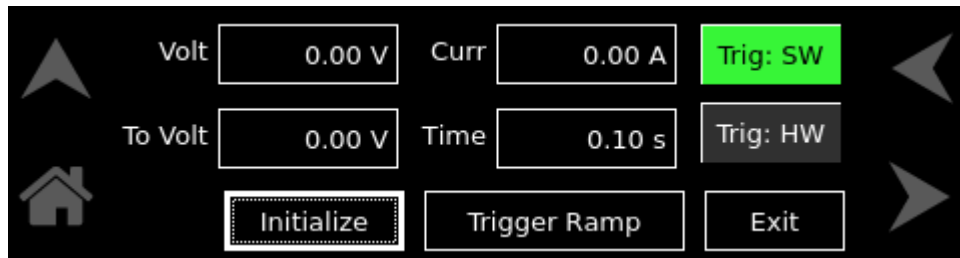 Volt 0.00 V Curr 0.00 A Trig: SW
To Volt 0.00 V Time 0.10 s Trig: HW
Initialize Trigger Ramp Exit